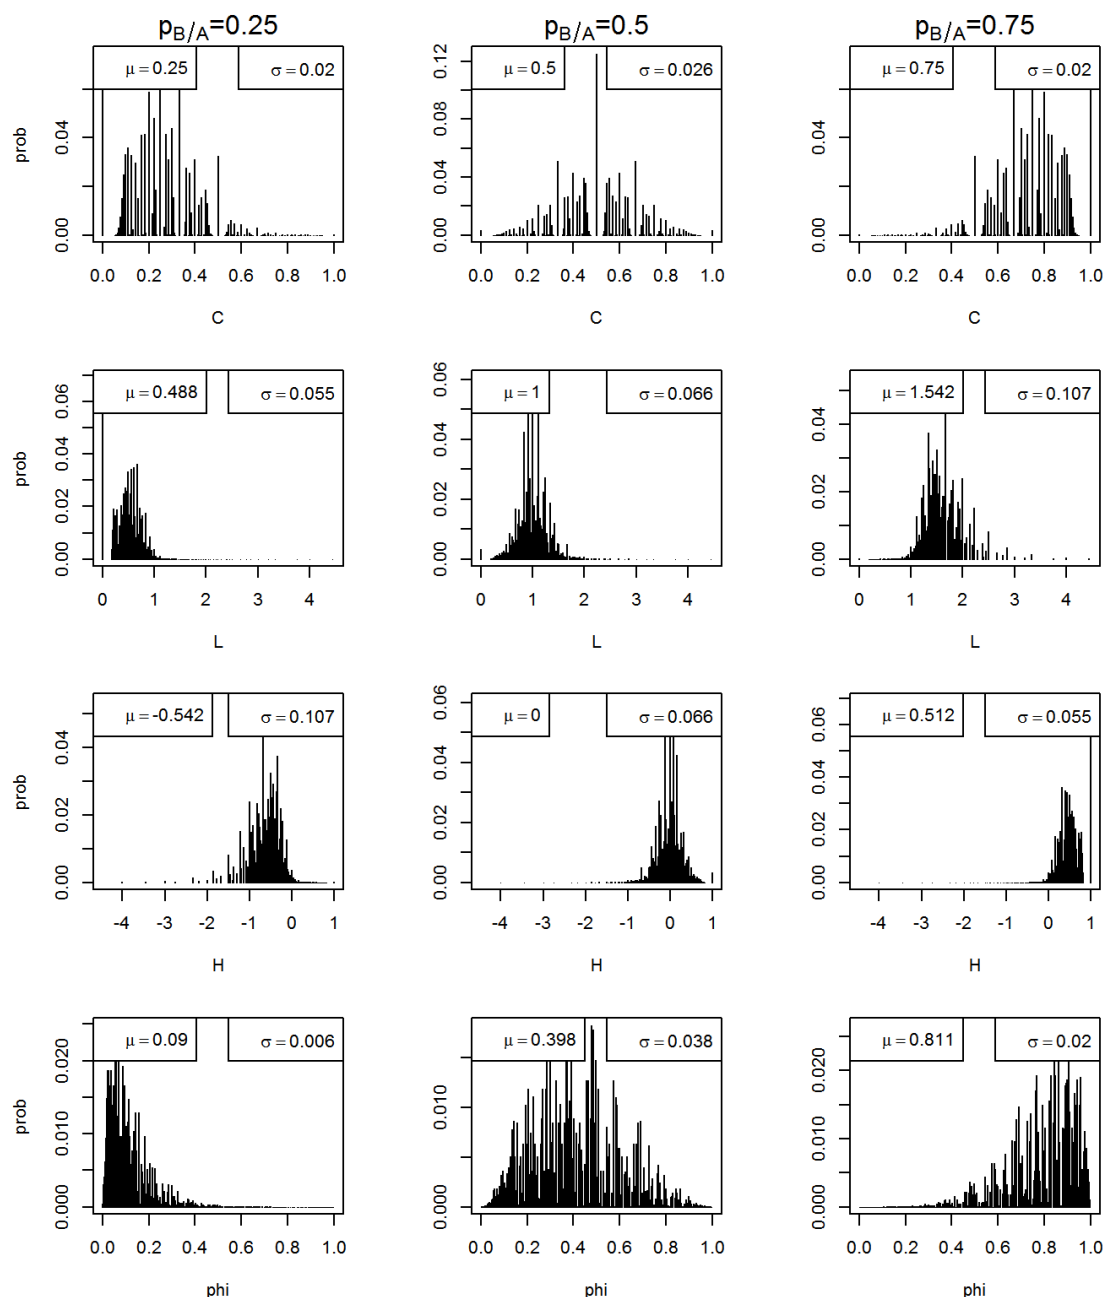 p_B/A=0.25 p_B/A=0.5 p_B/A=0.75
μ = 0.25 σ = 0.02 μ = 0.5 σ = 0.026 μ = 0.75 σ = 0.02
prob
0.00 0.04 0.00 0.04 0.08 0.12 0.00 0.04
0.0 0.2 0.4 0.6 0.8 1.0 0.0 0.2 0.4 0.6 0.8 1.0 0.0 0.2 0.4 0.6 0.8 1.0
C C C
μ = 0.488 σ = 0.055 μ = 1 σ = 0.066 μ = 1.542 σ = 0.107
prob
0.00 0.02 0.04 0.06 0.00 0.02 0.04 0.06 0.00 0.02 0.04
0 1 2 3 4 0 1 2 3 4 0 1 2 3 4
L L L
μ = -0.542 σ = 0.107 μ = 0 σ = 0.066 μ = 0.512 σ = 0.055
prob
0.00 0.02 0.04 0.00 0.02 0.04 0.06 0.00 0.02 0.04 0.06
-4 -3 -2 -1 0 1 -4 -3 -2 -1 0 1 -4 -3 -2 -1 0 1
H H H
μ = 0.09 σ = 0.006 μ = 0.398 σ = 0.038 μ = 0.811 σ = 0.02
prob
0.000 0.010 0.020 0.000 0.010 0.000 0.010 0.020
0.0 0.2 0.4 0.6 0.8 1.0 0.0 0.2 0.4 0.6 0.8 1.0 0.0 0.2 0.4 0.6 0.8 1.0
phi phi phi